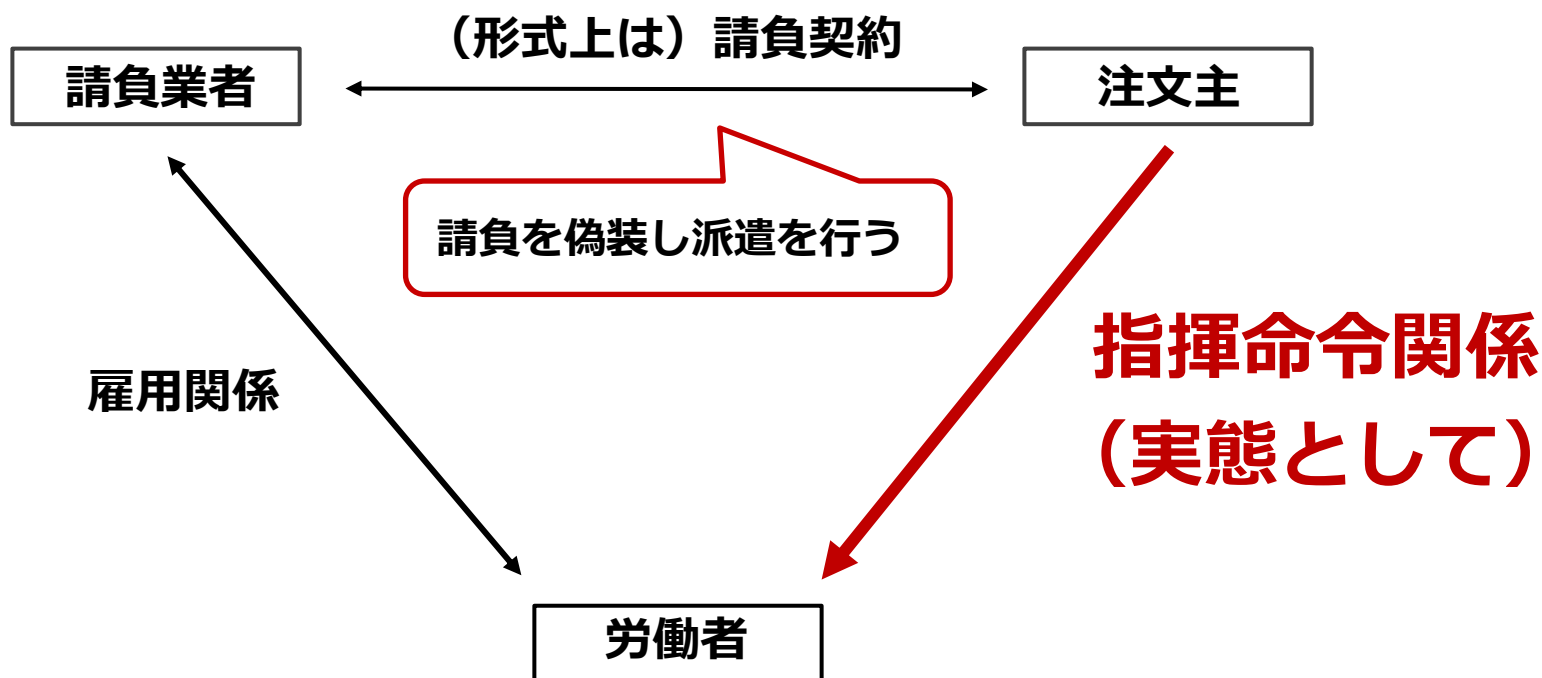 (形式上は)請負契約
請負業者
注文主
請負を偽装し派遣を行う
雇用関係
指揮命令関係
(実態として)
労働者